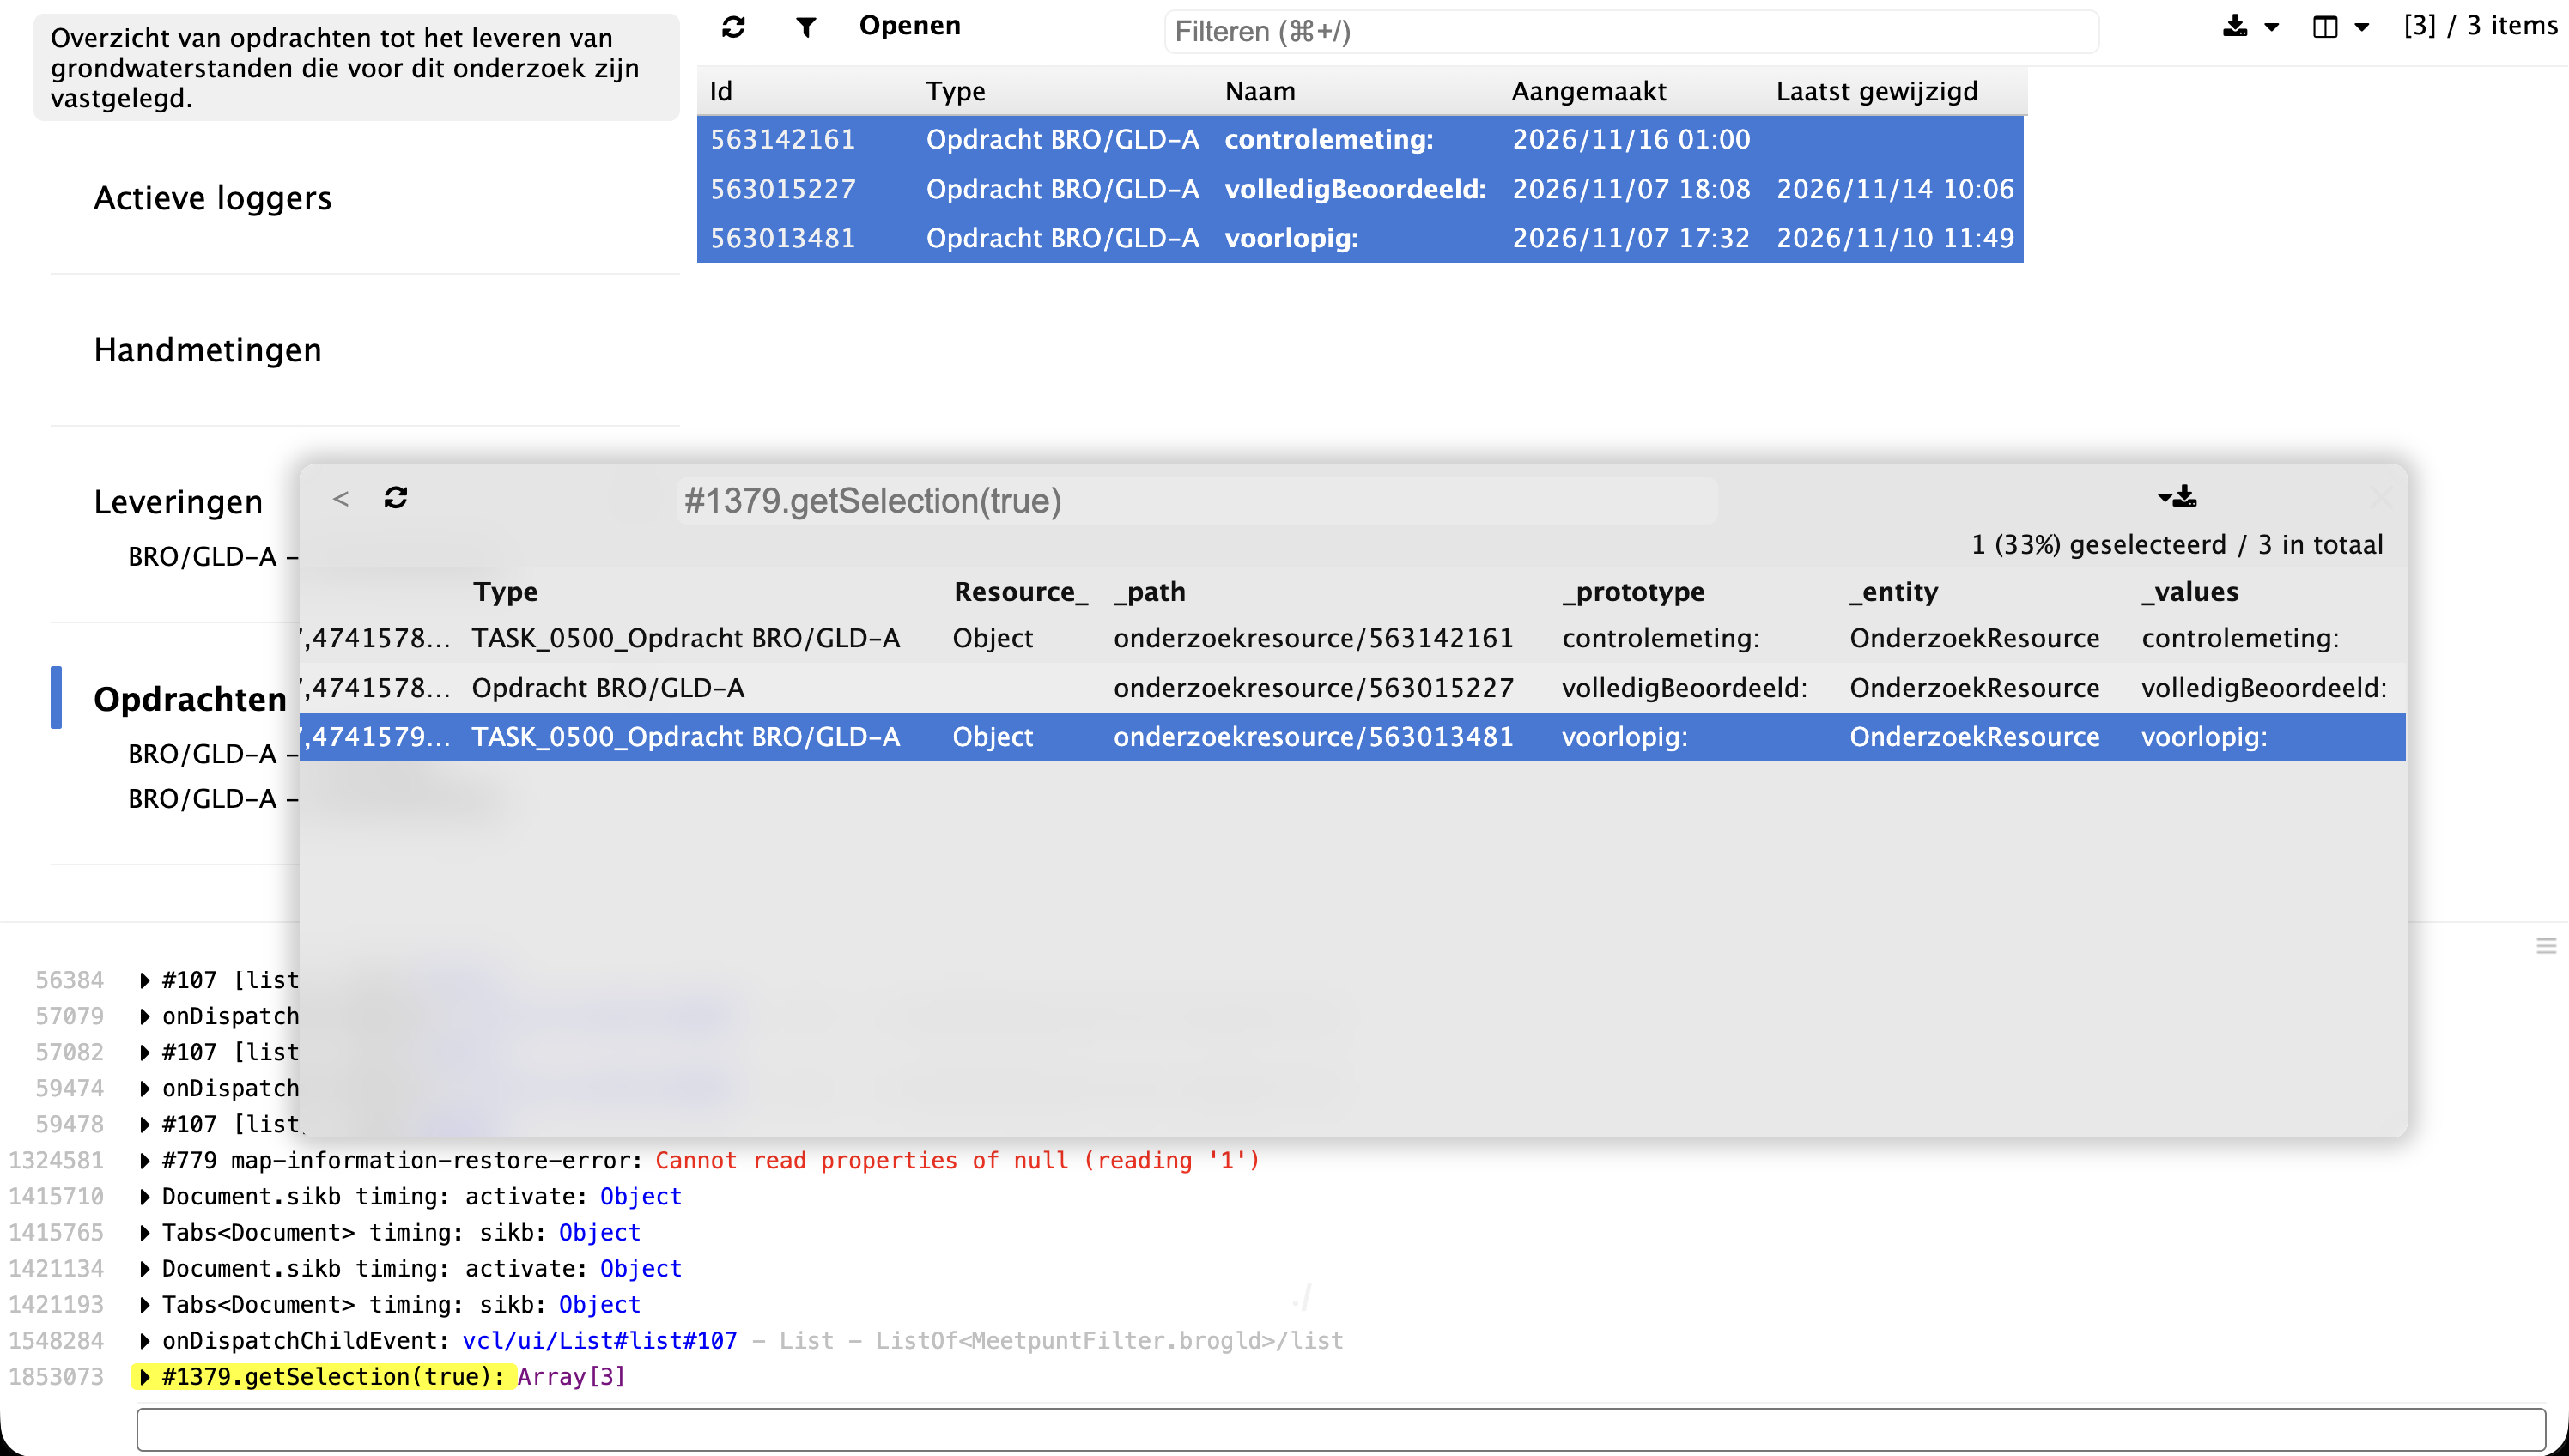 Overzicht van opdrachten tot het leveren van
grondwaterstanden die voor dit onderzoek zijn
vastgelegd.
Actieve loggers
Handmetingen
Leveringen
BRO/GLD-A –
Opdrachten
BRO/GLD-A –
BRO/GLD-A –
Openen
Filteren (⌘+/)
[3] / 3 items
Id Type Naam Aangemaakt Laatst gewijzigd
563142161 Opdracht BRO/GLD-A controlemeting: 2026/11/16 01:00
563015227 Opdracht BRO/GLD-A volledigBeoordeeld: 2026/11/07 18:08 2026/11/14 10:06
563013481 Opdracht BRO/GLD-A voorlopig: 2026/11/07 17:32 2026/11/10 11:49
< #1379.getSelection(true)
1 (33%) geselecteerd / 3 in totaal
Type Resource_ _path _prototype _entity _values
,4741578… TASK_0500_Opdracht BRO/GLD-A Object onderzoekresource/563142161 controlemeting: OnderzoekResource controlemeting:
,4741578… Opdracht BRO/GLD-A onderzoekresource/563015227 volledigBeoordeeld: OnderzoekResource volledigBeoordeeld:
,4741579… TASK_0500_Opdracht BRO/GLD-A Object onderzoekresource/563013481 voorlopig: OnderzoekResource voorlopig:
56384 #107 [list
57079 onDispatch
57082 #107 [list
59474 onDispatch
59478 #107 [list
1324581 #779 map-information-restore-error: Cannot read properties of null (reading '1')
1415710 Document.sikb timing: activate: Object
1415765 Tabs<Document> timing: sikb: Object
1421134 Document.sikb timing: activate: Object
1421193 Tabs<Document> timing: sikb: Object
1548284 onDispatchChildEvent: vcl/ui/List#list#107 – List – ListOf<MeetpuntFilter.brogld>/list
1853073 #1379.getSelection(true): Array[3]